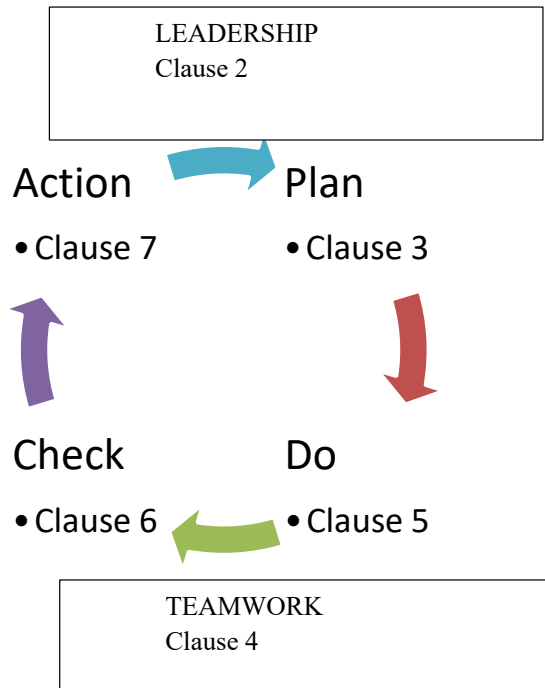 LEADERSHIP
Clause 2
Action
• Clause 7
Plan
• Clause 3
Check
• Clause 6
Do
• Clause 5
TEAMWORK
Clause 4